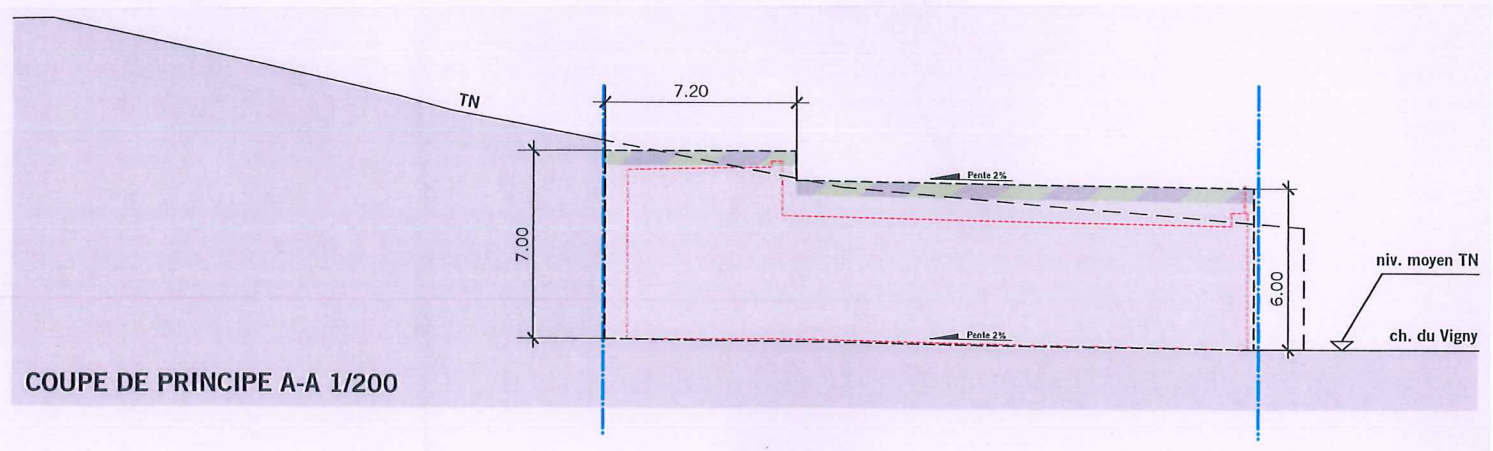 7.20
TN
Pente 2%
7.00
6.00
niv. moyen TN
Pente 2%
ch. du Vigny
COUPE DE PRINCIPE A-A 1/200